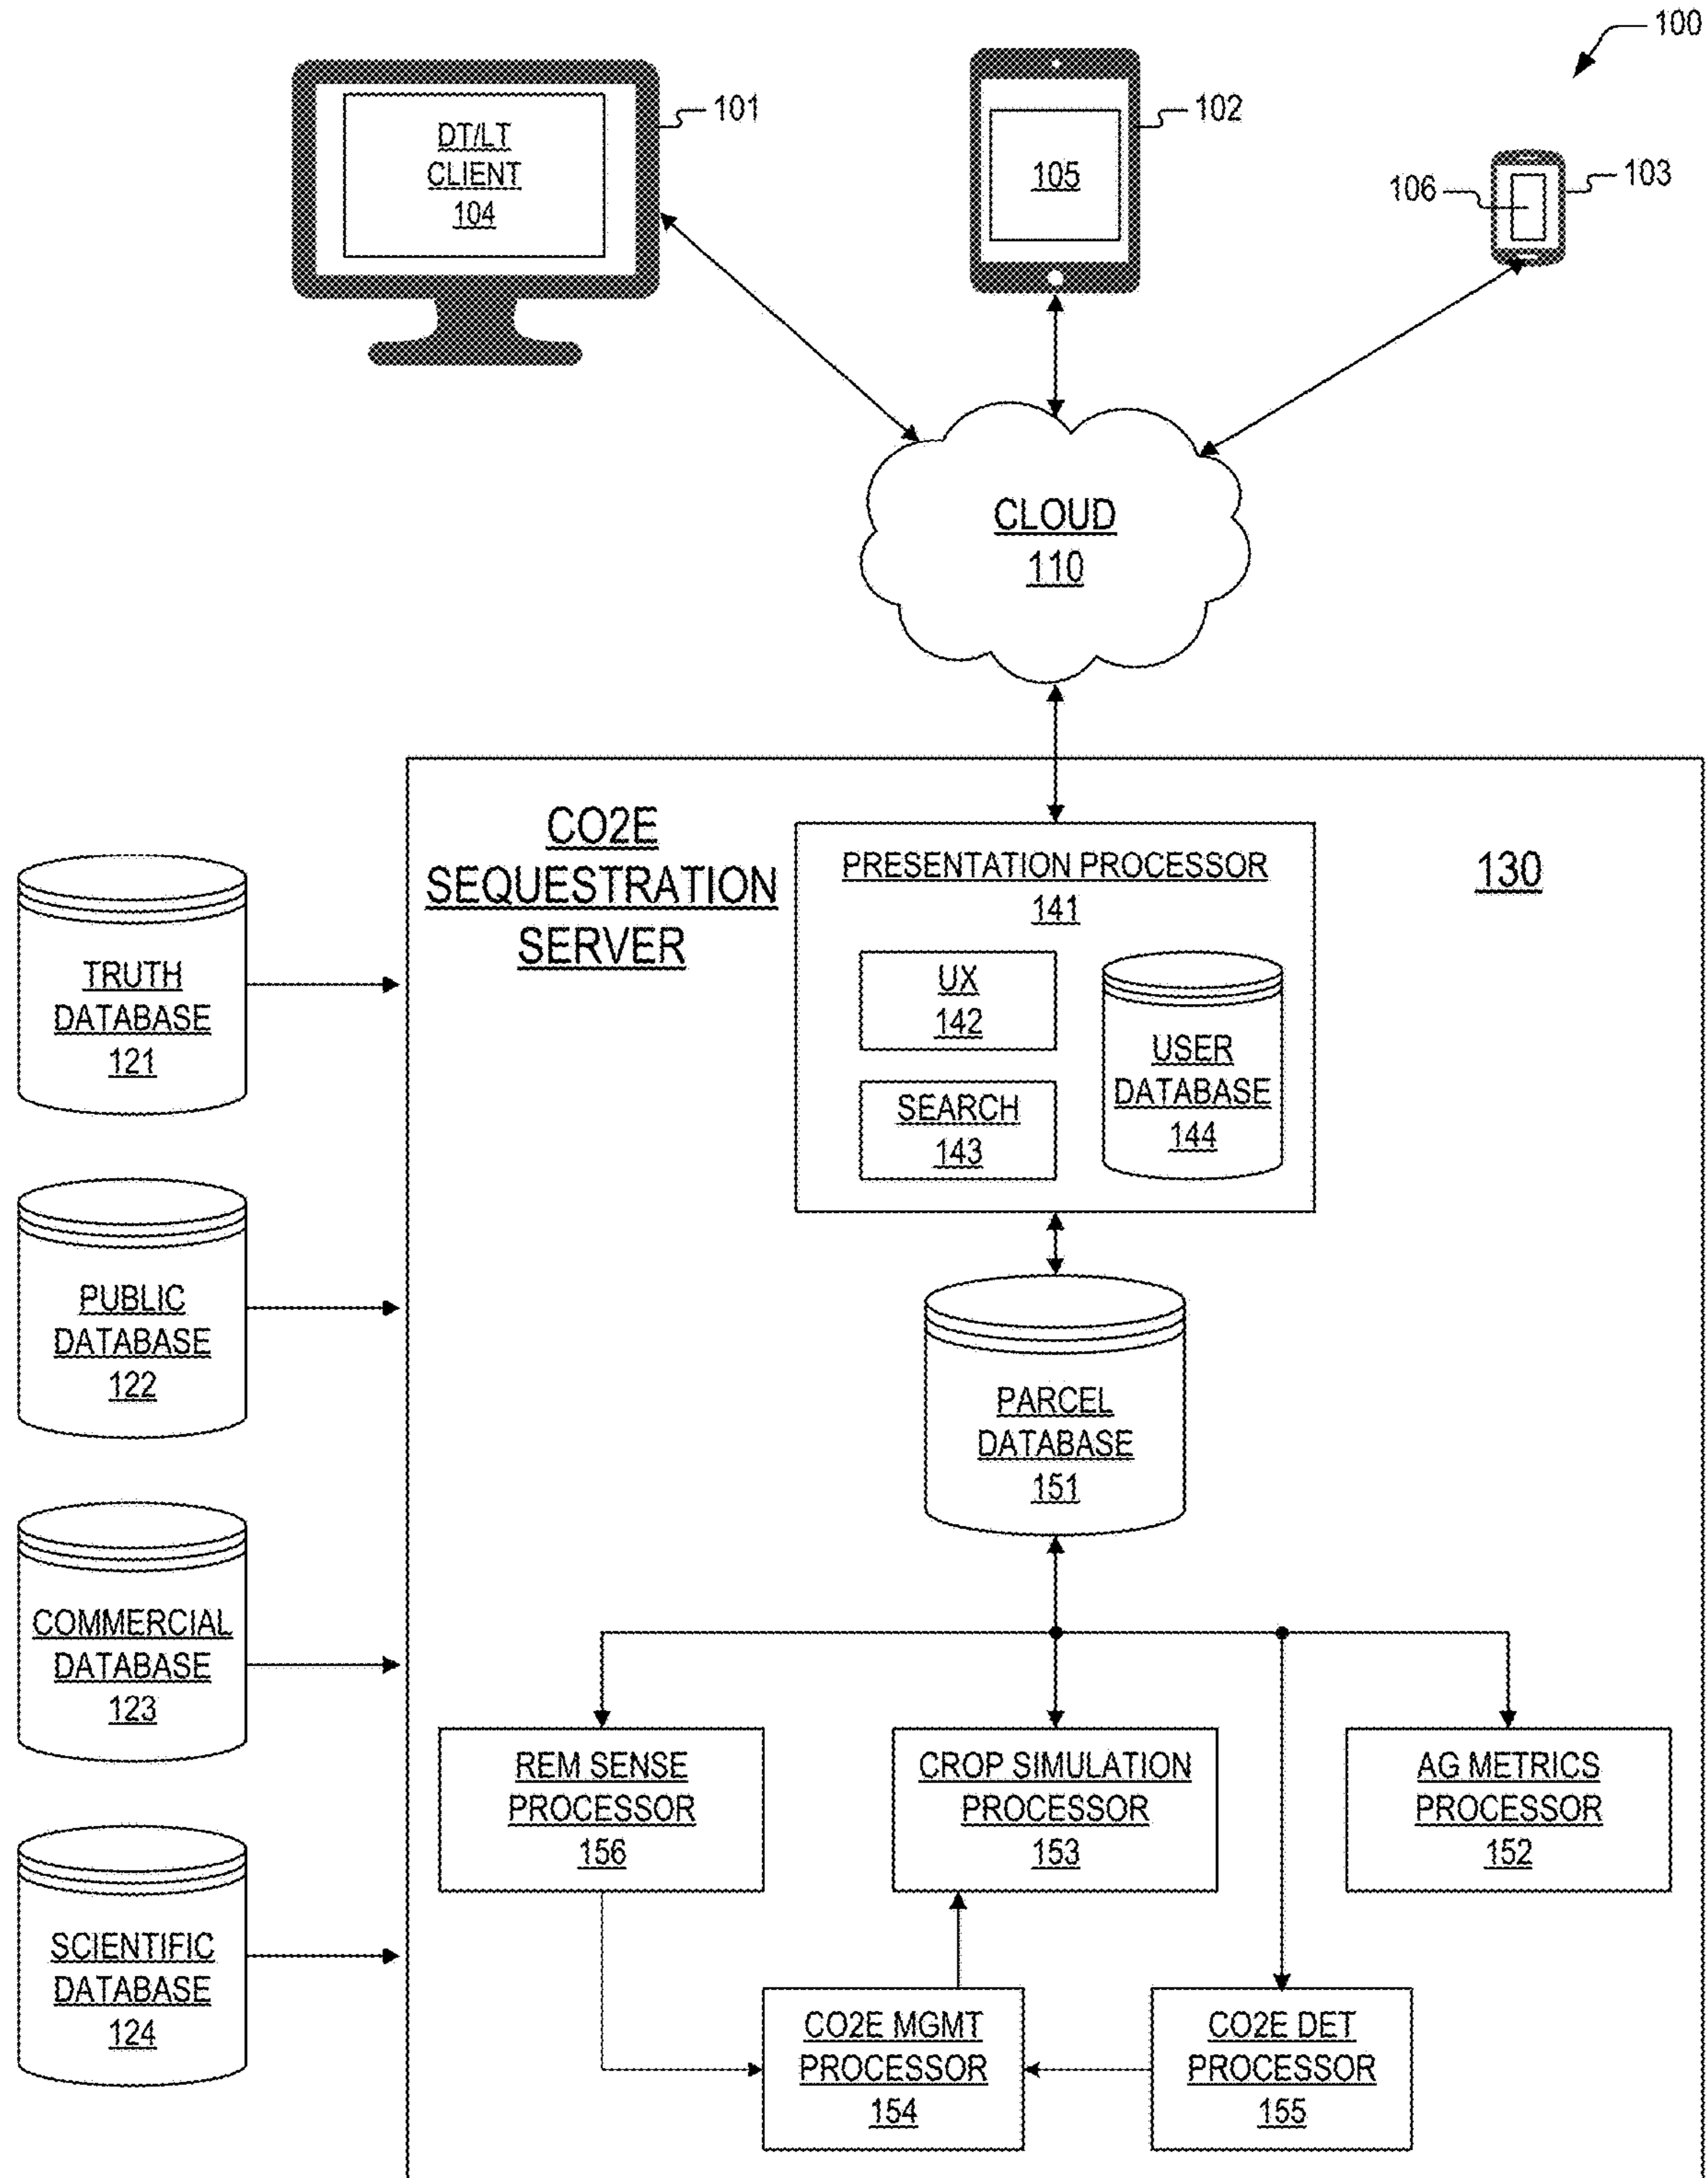 100
101
DT/LT
CLIENT
104
102
105
103
106
CLOUD
110
CO2E
SEQUESTRATION
SERVER
130
PRESENTATION PROCESSOR
141
UX
142
SEARCH
143
USER
DATABASE
144
TRUTH
DATABASE
121
PUBLIC
DATABASE
122
COMMERCIAL
DATABASE
123
SCIENTIFIC
DATABASE
124
PARCEL
DATABASE
151
REM SENSE
PROCESSOR
156
CROP SIMULATION
PROCESSOR
153
AG METRICS
PROCESSOR
152
CO2E MGMT
PROCESSOR
154
CO2E DET
PROCESSOR
155